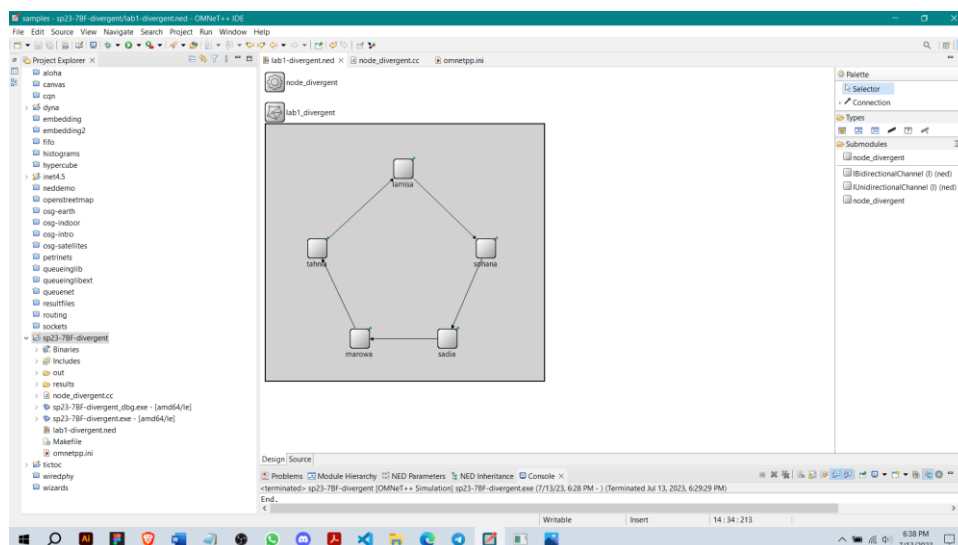 samples - sp23-7BF-divergent/lab1-divergent.ned - OMNeT++ IDE
File Edit Source View Navigate Search Project Run Window Help
Project Explorer
aloha
canvas
cqn
dyna
embedding
embedding2
fifo
histograms
hypercube
inet4.5
neddemo
openstreetmap
osg-earth
osg-indoor
osg-intro
osg-satellites
petrinets
queueinglib
queueinglibext
queuenet
resultfiles
routing
sockets
sp23-7BF-divergent
Binaries
Includes
out
results
node_divergent.cc
sp23-7BF-divergent_dbg.exe - [amd64/le]
sp23-7BF-divergent.exe - [amd64/le]
lab1-divergent.ned
Makefile
omnetpp.ini
tictoc
wiredphy
wizards
lab1-divergent.ned node_divergent.cc omnetpp.ini
node_divergent
lab1_divergent
lamisa
tahnia
sohana
marowa
sadia
Design Source
Palette
Selector
Connection
Types
Submodules
node_divergent
IBidirectionalChannel (I) (ned)
IUnidirectionalChannel (I) (ned)
node_divergent
Problems Module Hierarchy NED Parameters NED Inheritance Console
<terminated> sp23-7BF-divergent [OMNeT++ Simulation] sp23-7BF-divergent.exe (7/13/23, 6:28 PM - ) (Terminated Jul 13, 2023, 6:29:29 PM)
End.
Writable Insert 14 : 34 : 213
6:38 PM
7/13/2023